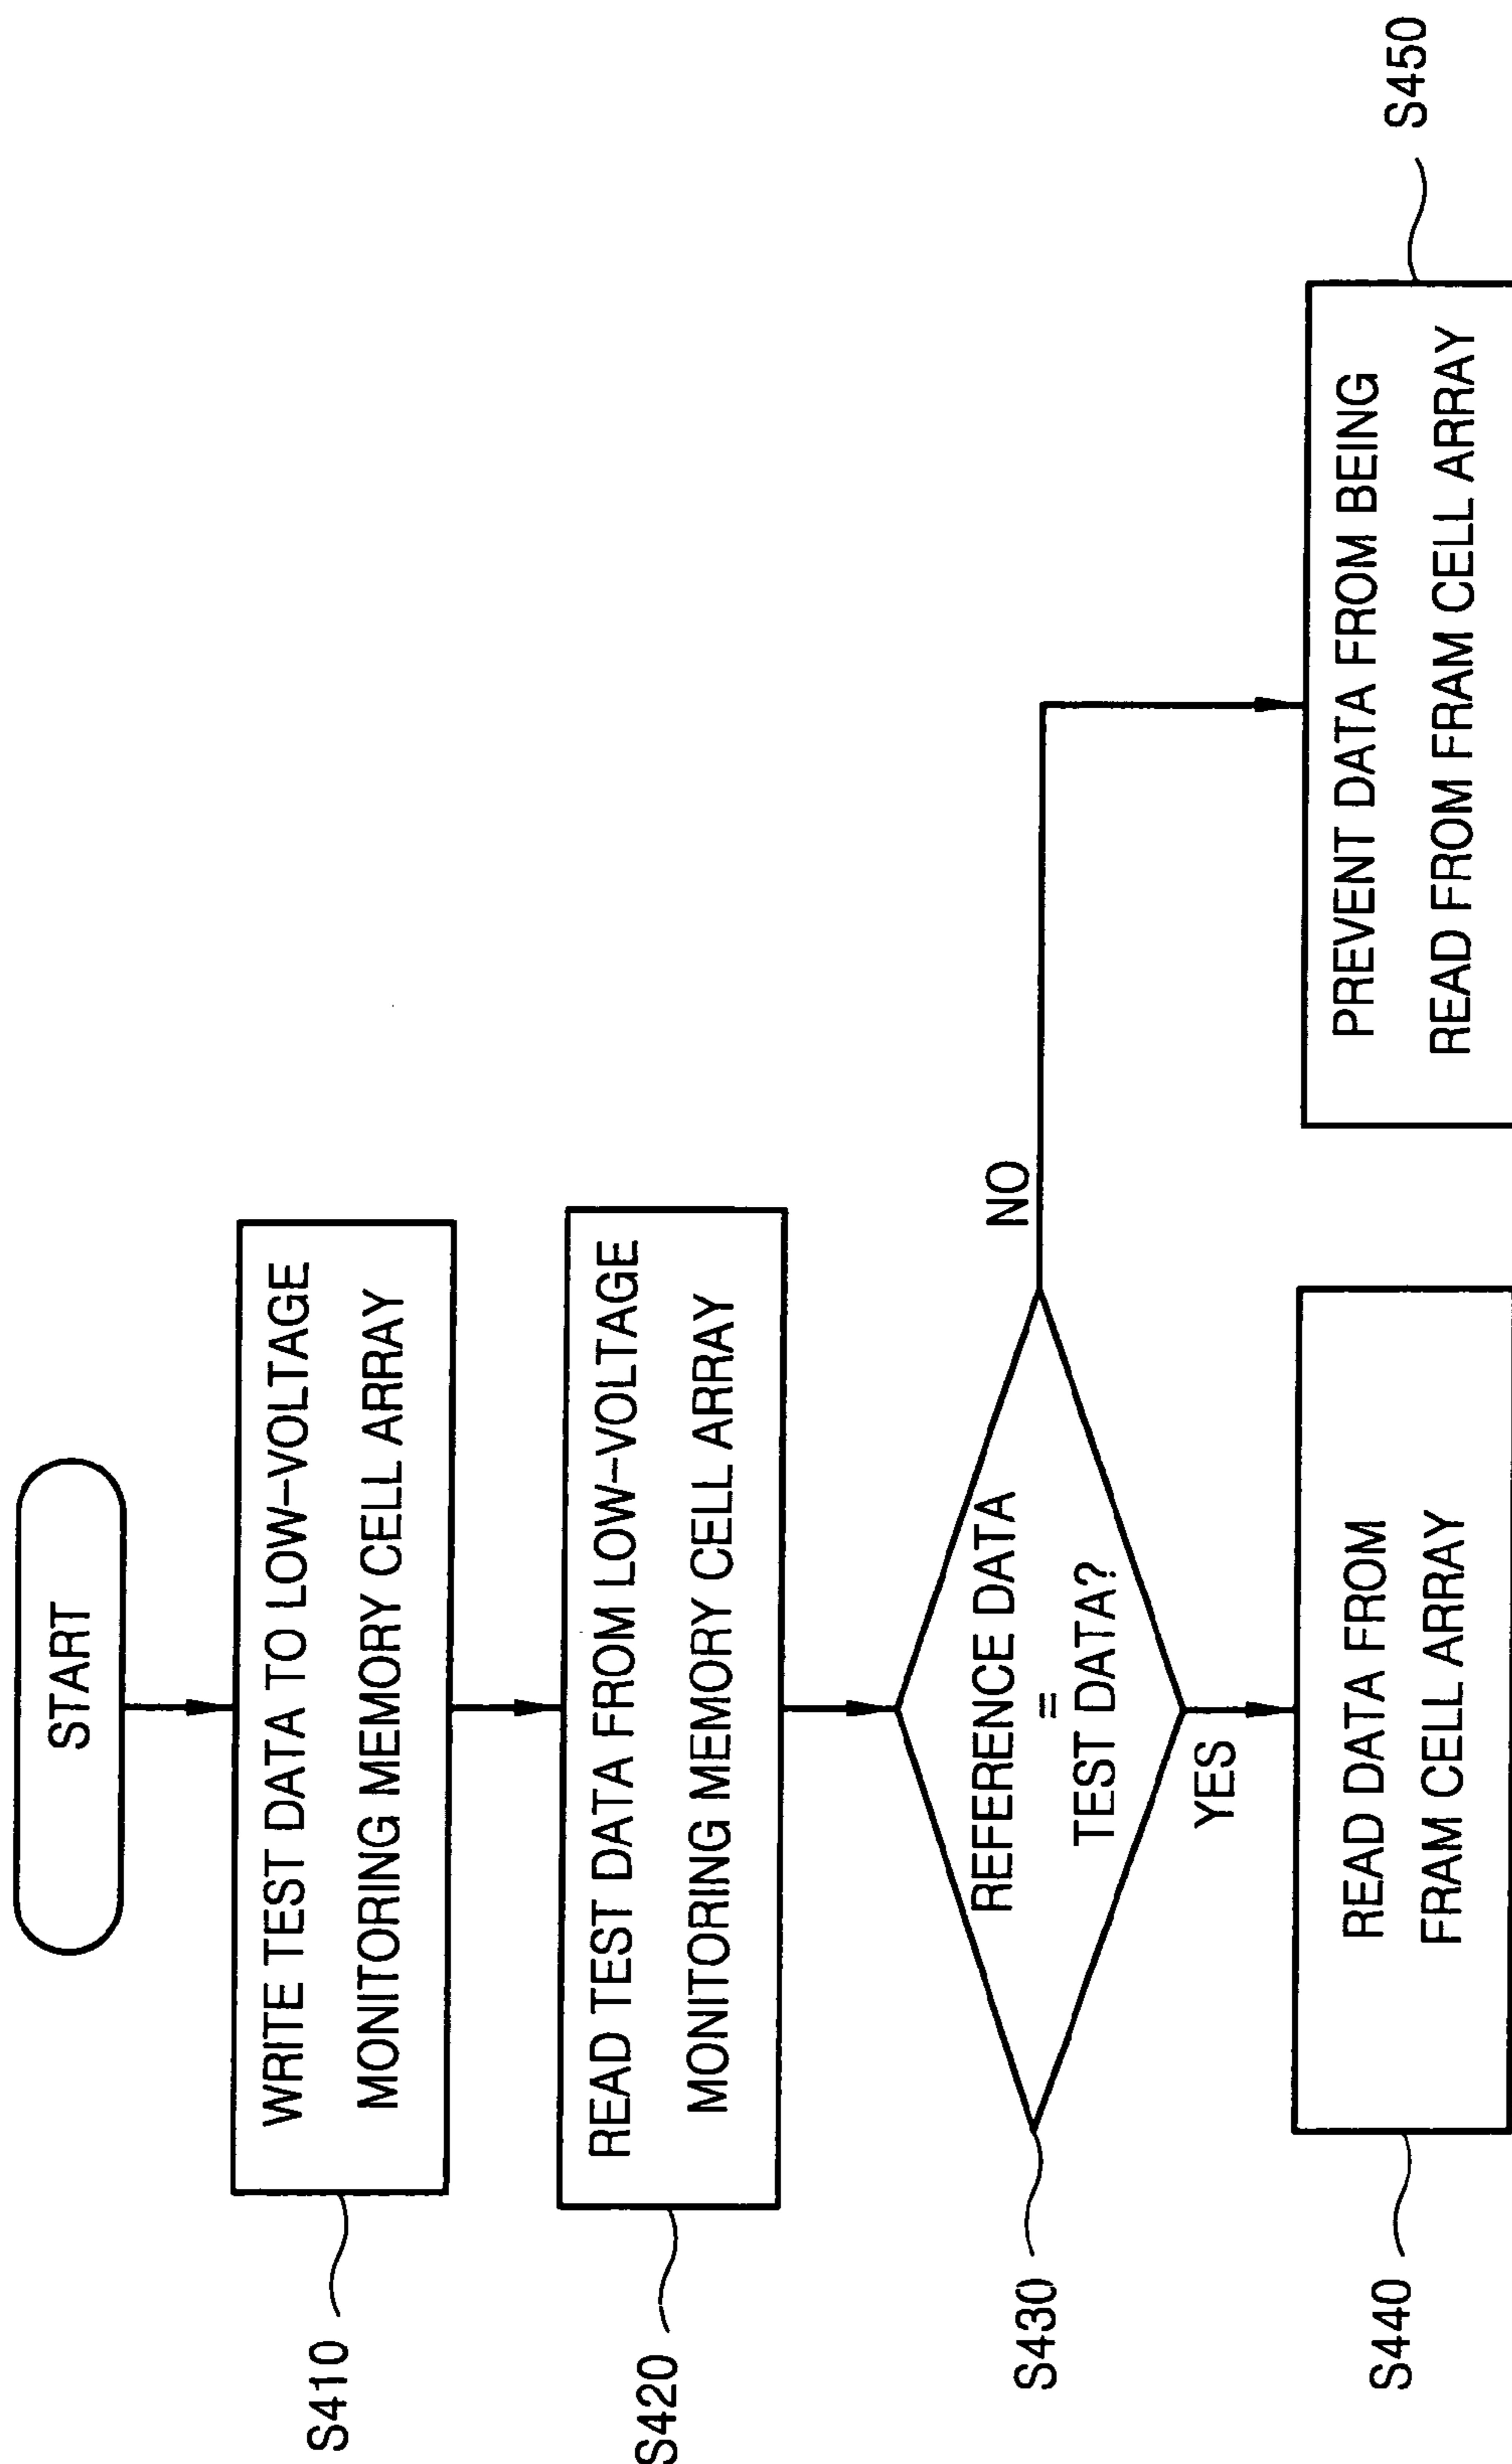 START
WRITE TEST DATA TO LOW-VOLTAGE
MONITORING MEMORY CELL ARRAY
S410
READ TEST DATA FROM LOW-VOLTAGE
MONITORING MEMORY CELL ARRAY
S420
REFERENCE DATA
=
TEST DATA?
S430
NO
YES
READ DATA FROM
FRAM CELL ARRAY
S440
PREVENT DATA FROM BEING
READ FROM FRAM CELL ARRAY
S450